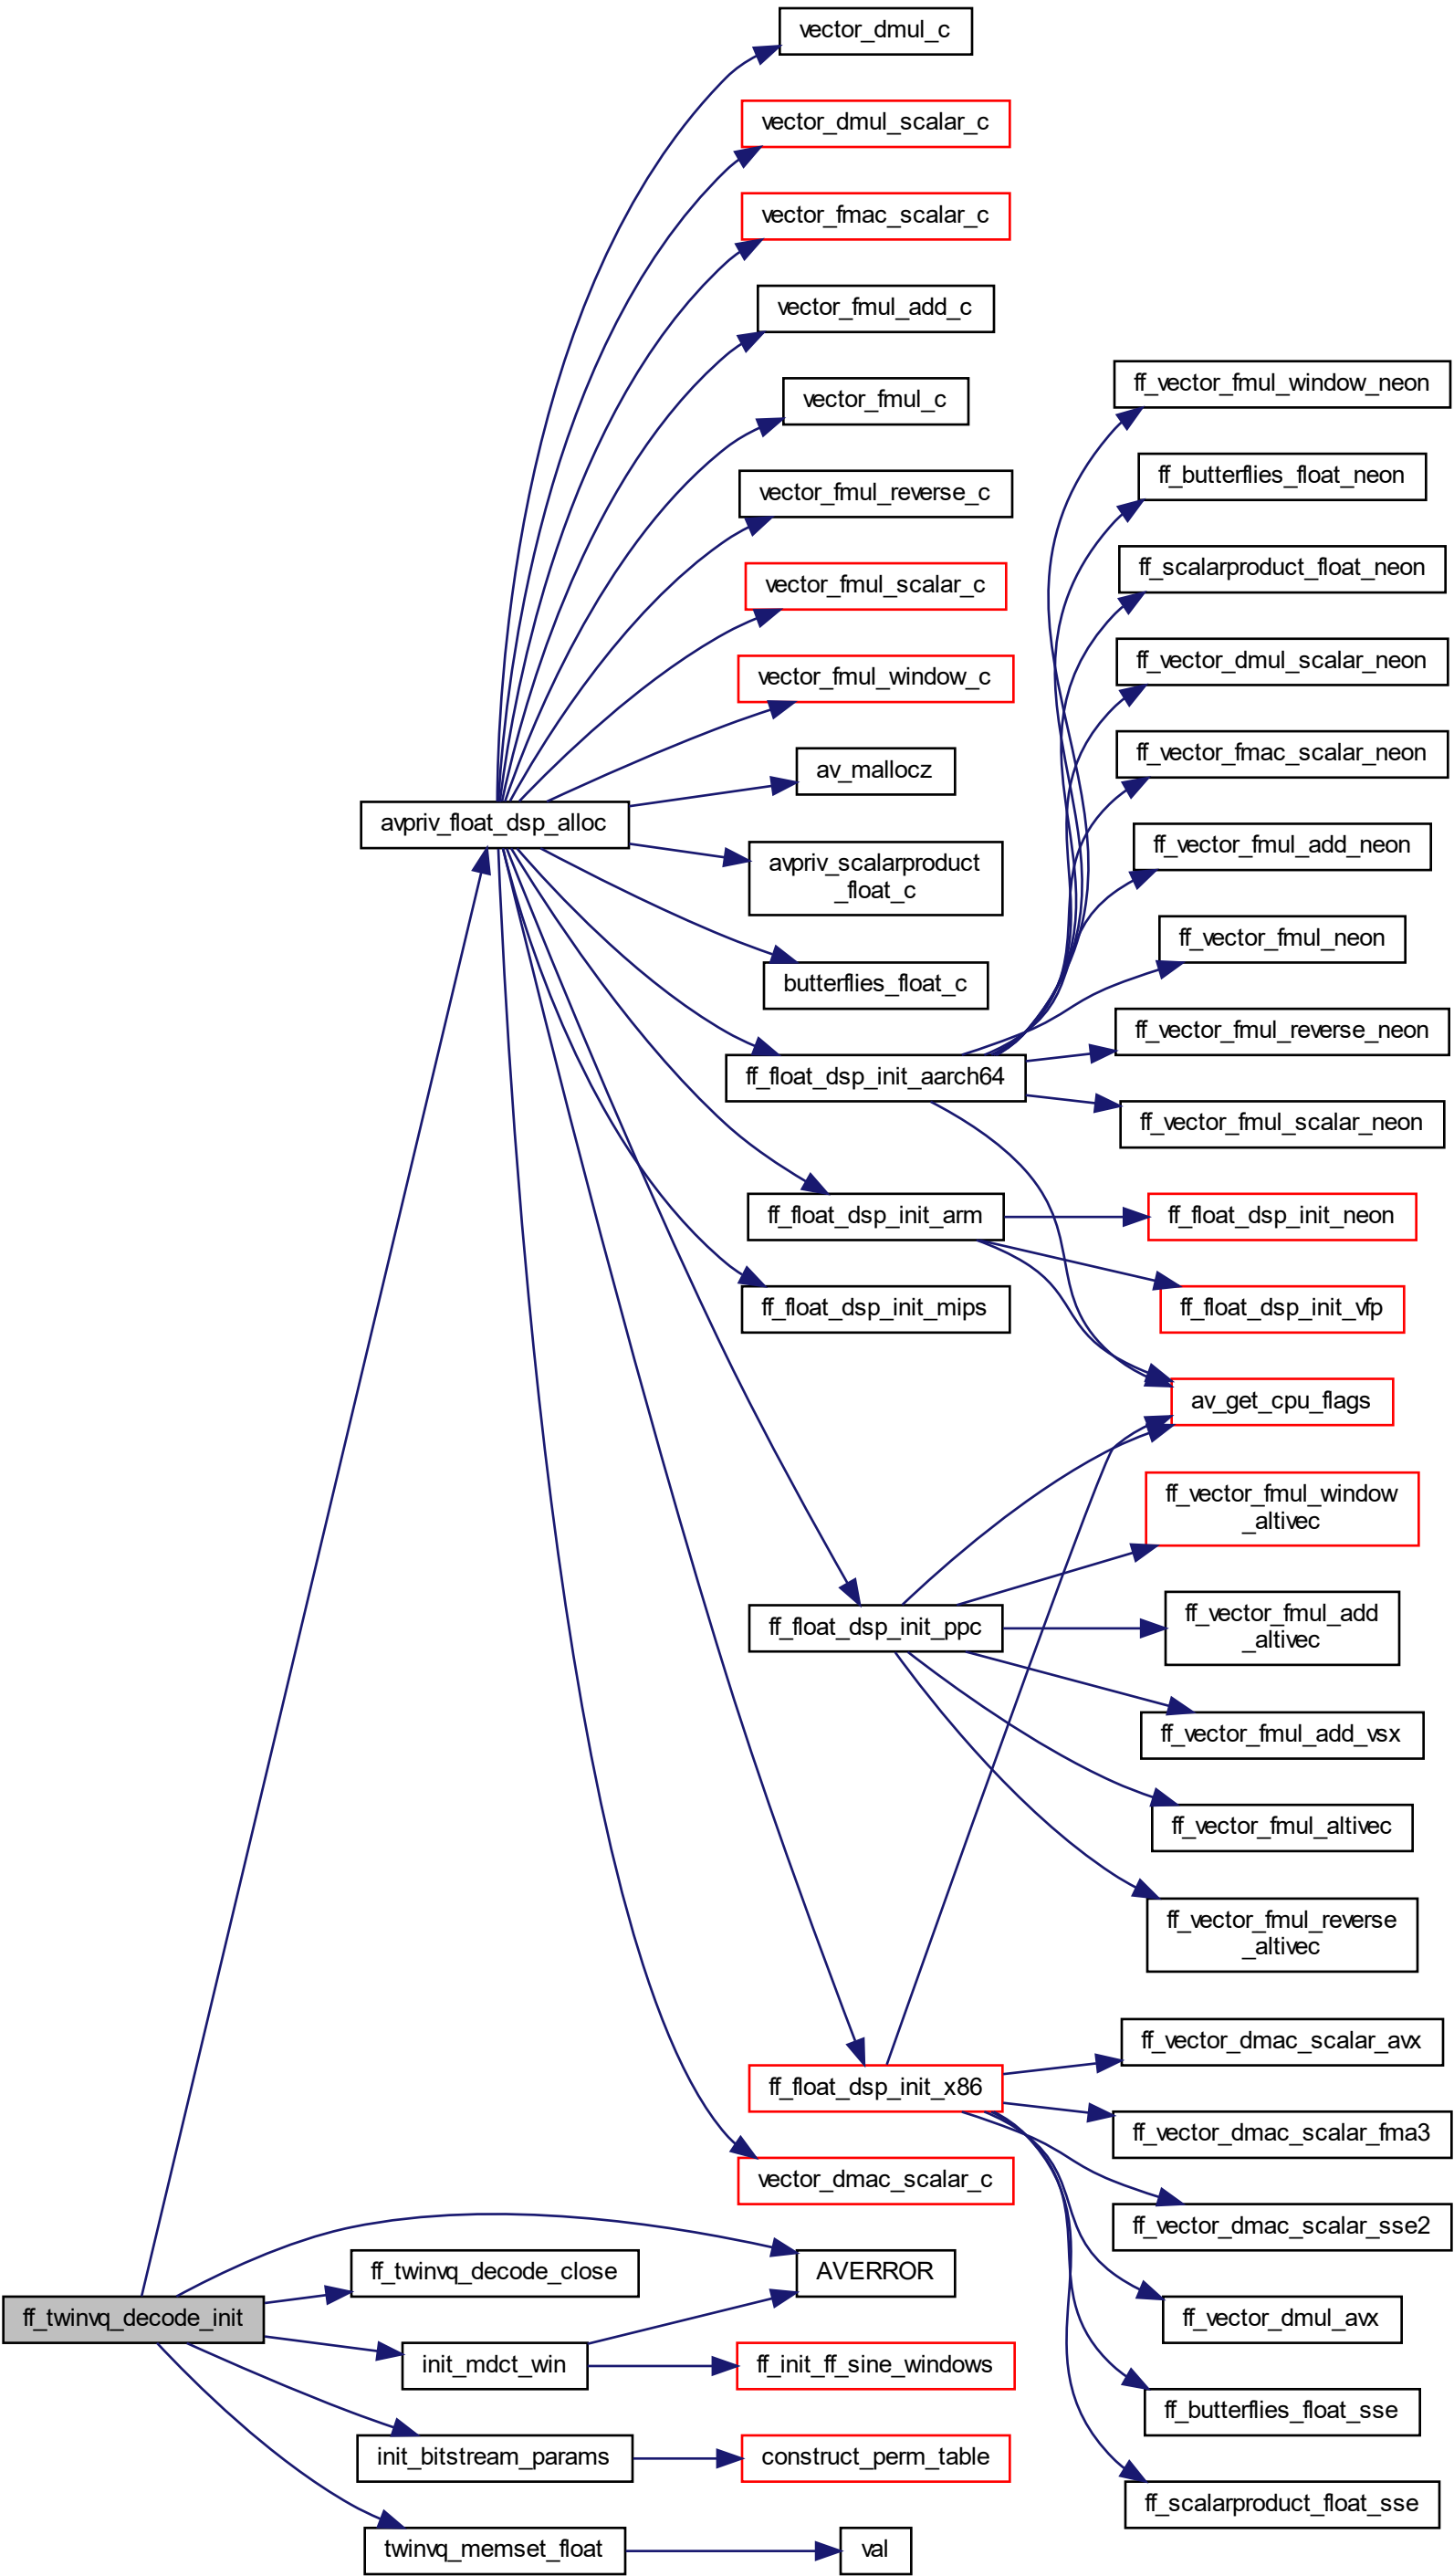 vector_dmul_c
vector_dmul_scalar_c
vector_fmac_scalar_c
vector_fmul_add_c
vector_fmul_c
vector_fmul_reverse_c
vector_fmul_scalar_c
vector_fmul_window_c
av_mallocz
avpriv_float_dsp_alloc
avpriv_scalarproduct
_float_c
butterflies_float_c
ff_float_dsp_init_aarch64
ff_float_dsp_init_arm
ff_float_dsp_init_mips
ff_float_dsp_init_ppc
ff_float_dsp_init_x86
vector_dmac_scalar_c
ff_vector_fmul_window_neon
ff_butterflies_float_neon
ff_scalarproduct_float_neon
ff_vector_dmul_scalar_neon
ff_vector_fmac_scalar_neon
ff_vector_fmul_add_neon
ff_vector_fmul_neon
ff_vector_fmul_reverse_neon
ff_vector_fmul_scalar_neon
ff_float_dsp_init_neon
ff_float_dsp_init_vfp
av_get_cpu_flags
ff_vector_fmul_window
_altivec
ff_vector_fmul_add
_altivec
ff_vector_fmul_add_vsx
ff_vector_fmul_altivec
ff_vector_fmul_reverse
_altivec
ff_vector_dmac_scalar_avx
ff_vector_dmac_scalar_fma3
ff_vector_dmac_scalar_sse2
ff_vector_dmul_avx
ff_butterflies_float_sse
ff_scalarproduct_float_sse
ff_twinvq_decode_init
ff_twinvq_decode_close
AVERROR
init_mdct_win
ff_init_ff_sine_windows
init_bitstream_params
construct_perm_table
twinvq_memset_float
val